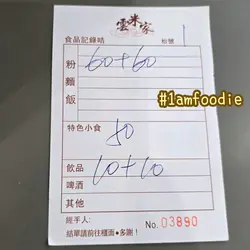 雲米家
食品記錄咭 枱號
粉 60+60
麵
飯
特色小食 50
飲品 10+10
啤酒
其他
經手人: No. 03890
結單請前往櫃面•多謝!
#1amfoodie